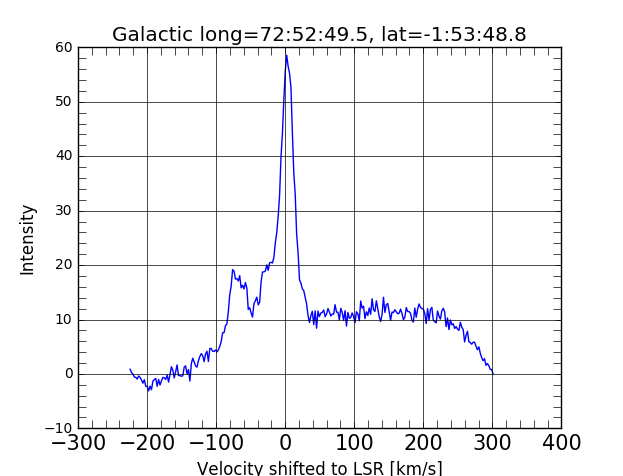 Galactic long=72:52:49.5, lat=-1:53:48.8
60
50
40
30
20
10
0
−10
Intensity
−300 −200 −100 0 100 200 300 400
Velocity shifted to LSR [km/s]